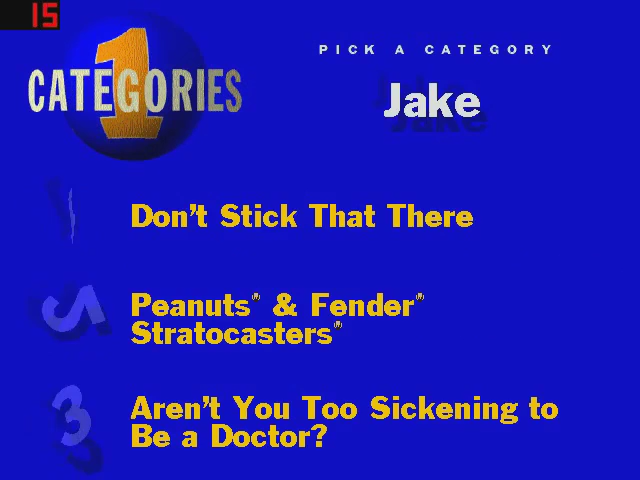 15
1
CATEGORIES
PICK A CATEGORY
Jake
1
Don't Stick That There
2
Peanuts® & Fender®
Stratocasters®
3
Aren't You Too Sickening to
Be a Doctor?